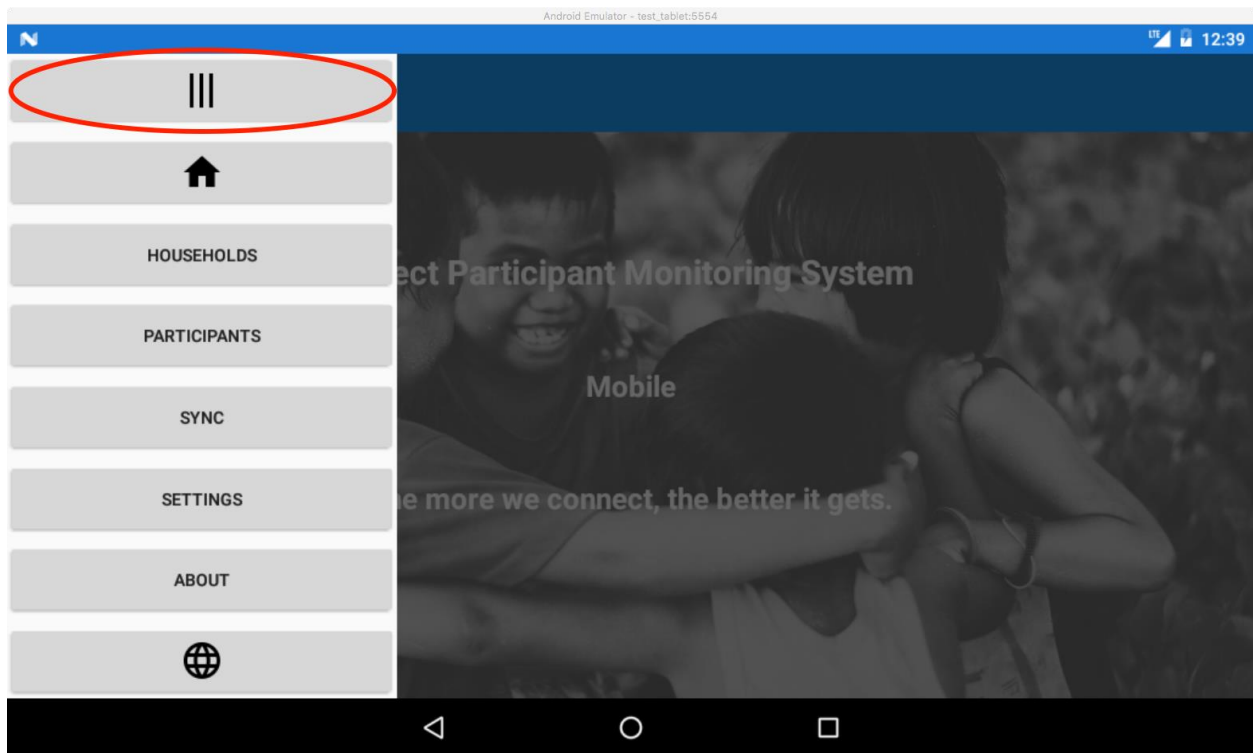 Android Emulator - test_tablet:5554
LTE 12:39
HOUSEHOLDS
ect Participant Monitoring System
PARTICIPANTS
Mobile
SYNC
SETTINGS
e more we connect, the better it gets.
ABOUT